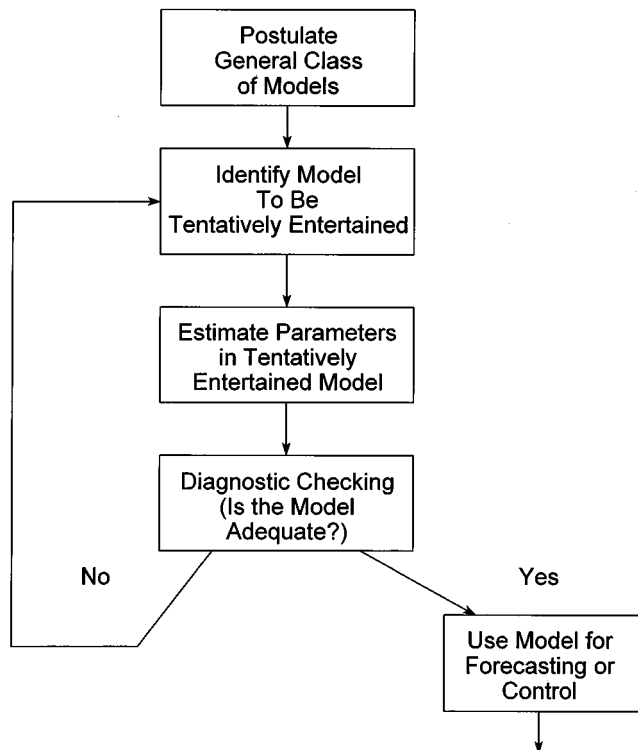 Postulate
General Class
of Models
Identify Model
To Be
Tentatively Entertained
Estimate Parameters
in Tentatively
Entertained Model
Diagnostic Checking
(Is the Model
Adequate?)
No
Yes
Use Model for
Forecasting or
Control